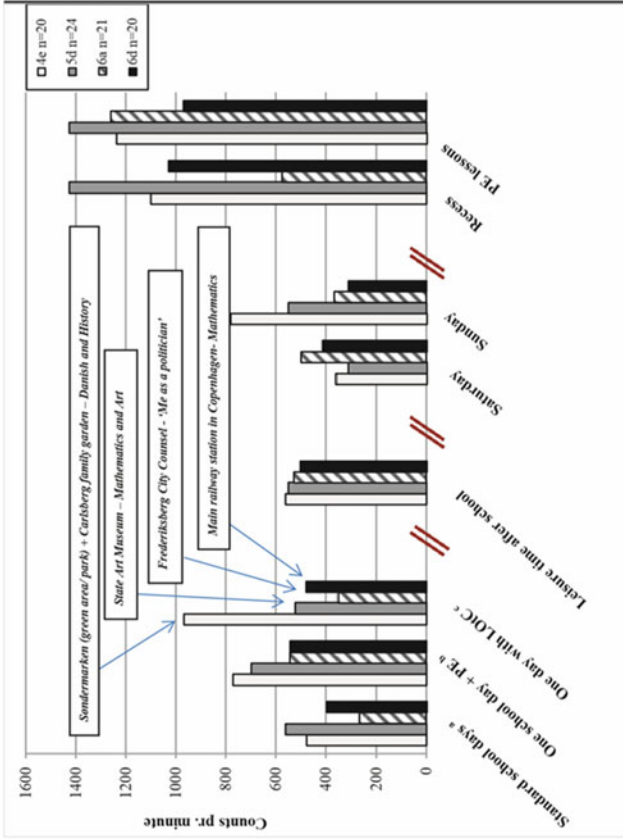 4e n=20
5d n=24
6a n=21
6d n=20
Søndermarken (green area/ park) + Carlsberg family garden – Danish and History
State Art Museum – Mathematics and Art
Frederiksberg City Counsel - ‘Me as a politician’
Main railway station in Copenhagen- Mathematics
1600
1400
1200
1000
800
600
400
200
0
Counts pr. minute
Standard school days a
One school day + PE b
One day with LOtC c
Leisure time after school
Saturday
Sunday
Recess
PE lessons